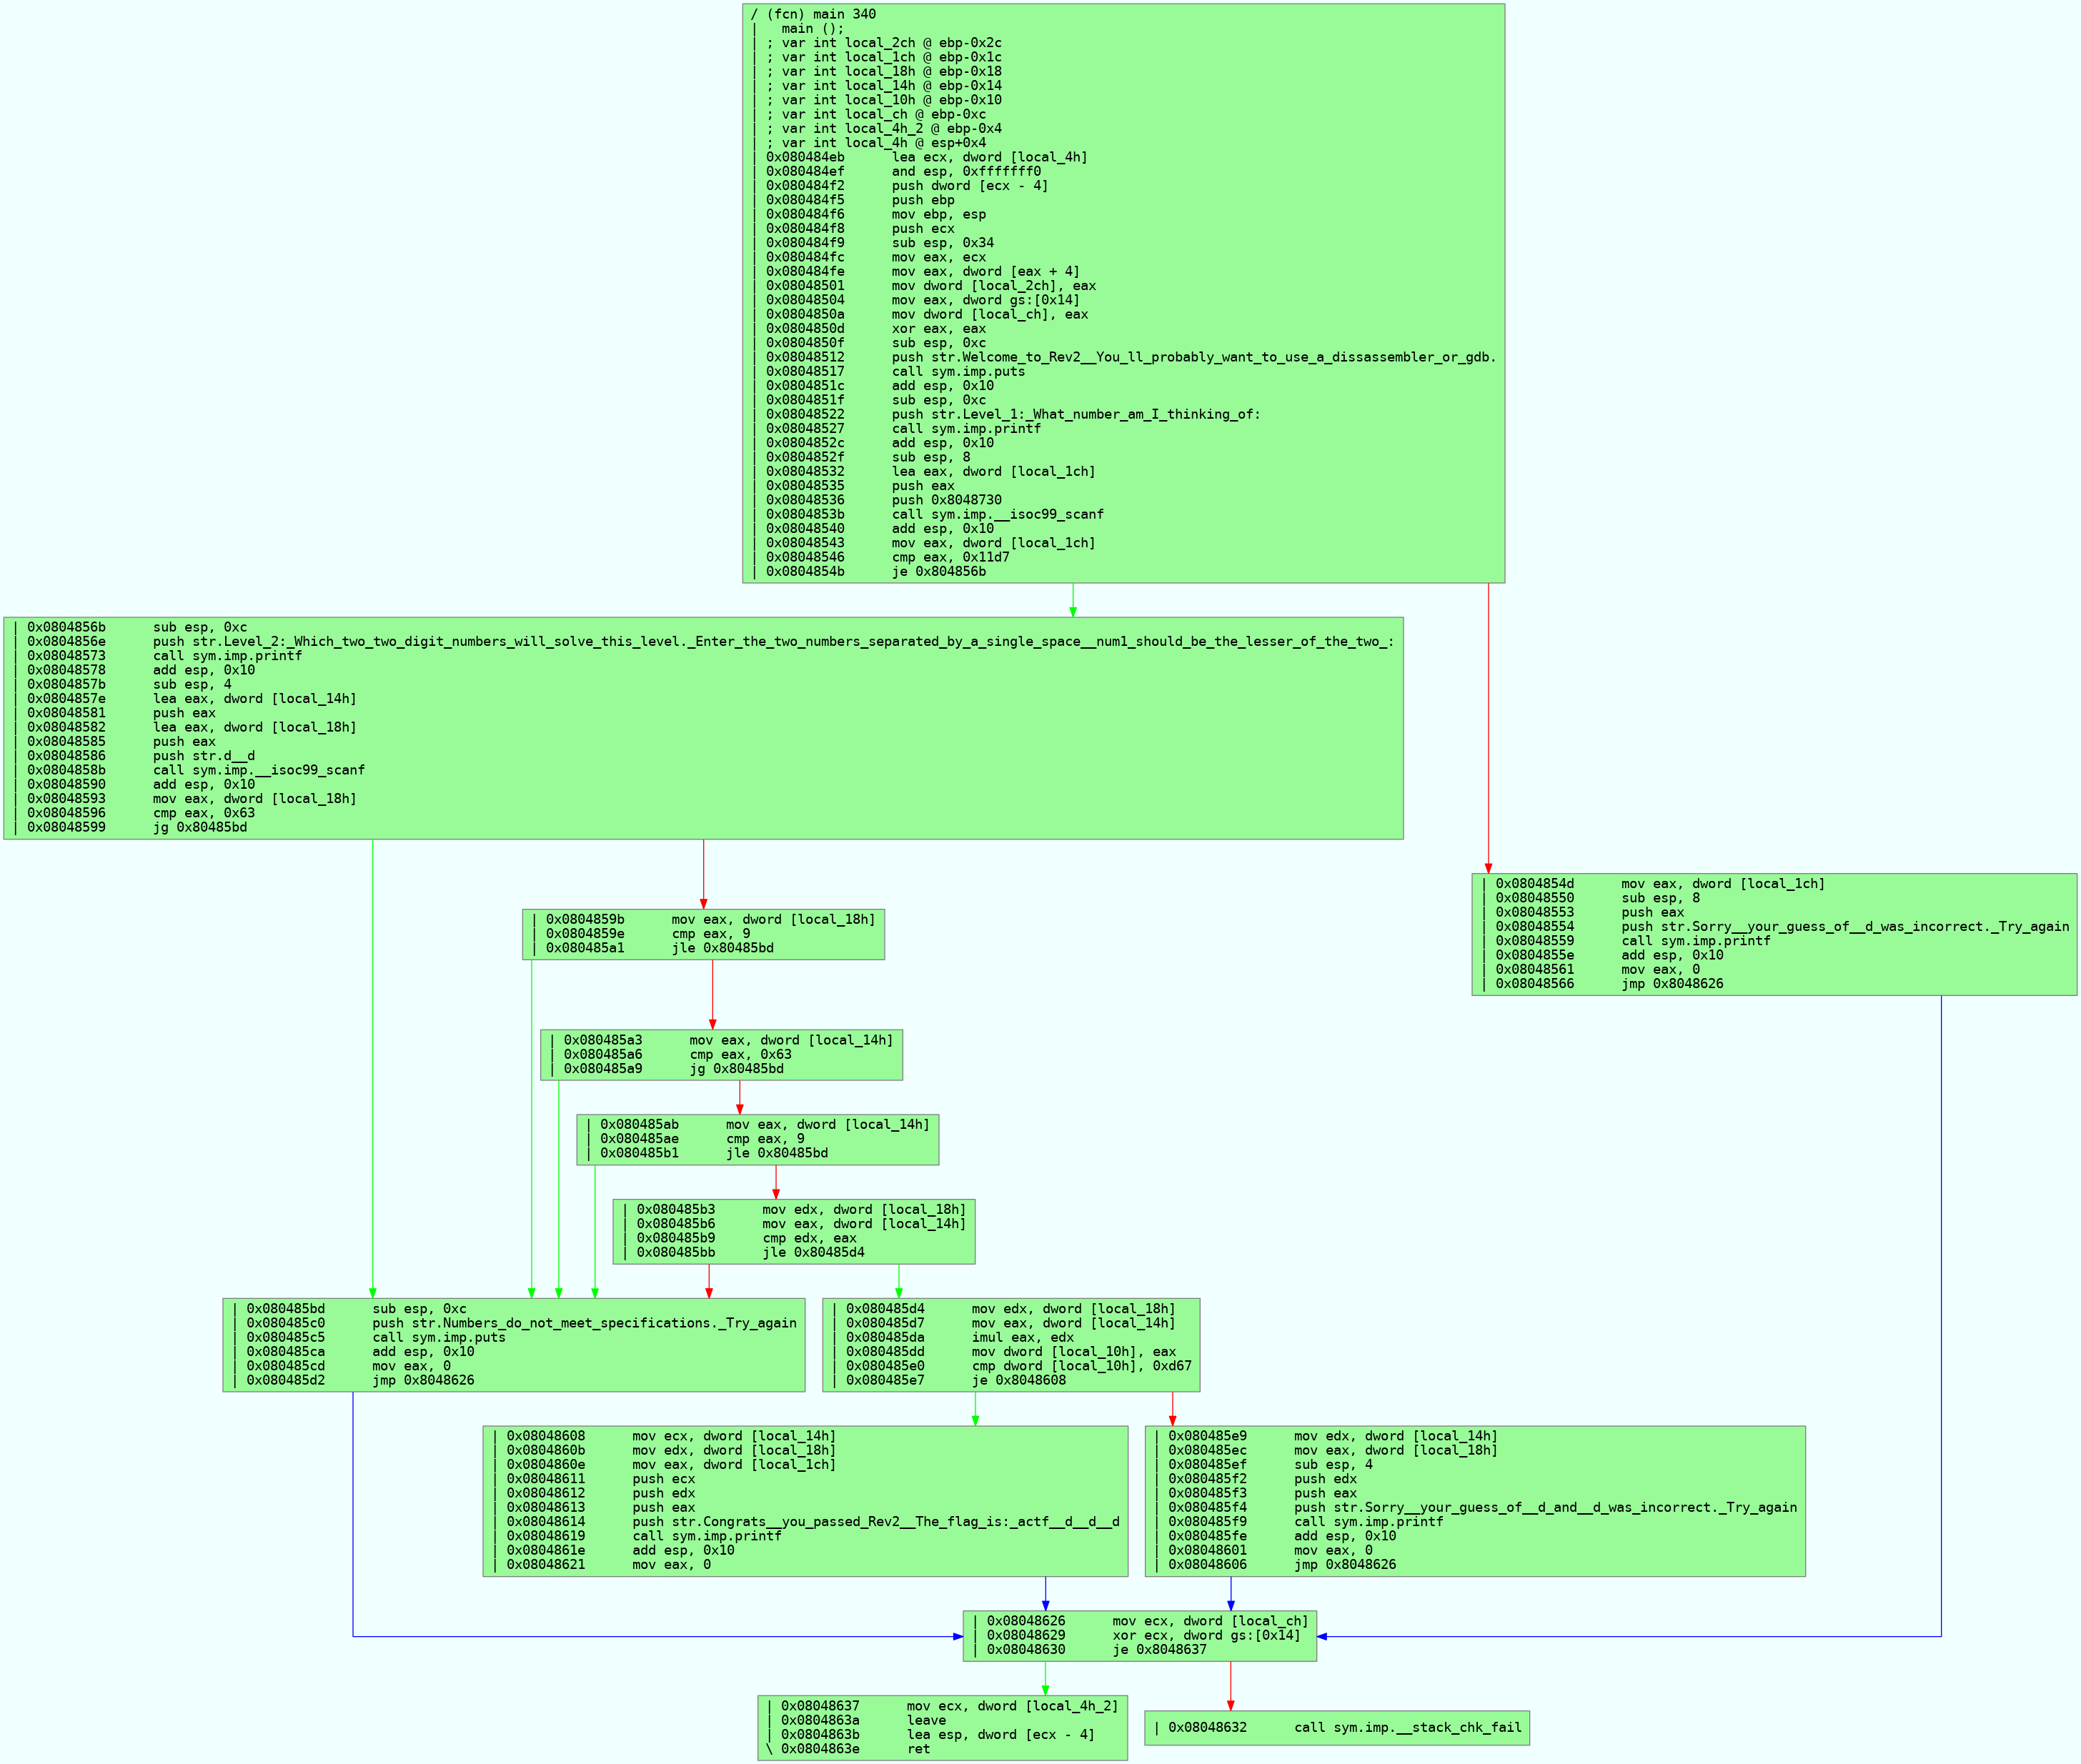 / (fcn) main 340
|   main ();
| ; var int local_2ch @ ebp-0x2c
| ; var int local_1ch @ ebp-0x1c
| ; var int local_18h @ ebp-0x18
| ; var int local_14h @ ebp-0x14
| ; var int local_10h @ ebp-0x10
| ; var int local_ch @ ebp-0xc
| ; var int local_4h_2 @ ebp-0x4
| ; var int local_4h @ esp+0x4
| 0x080484eb      lea ecx, dword [local_4h]
| 0x080484ef      and esp, 0xfffffff0
| 0x080484f2      push dword [ecx - 4]
| 0x080484f5      push ebp
| 0x080484f6      mov ebp, esp
| 0x080484f8      push ecx
| 0x080484f9      sub esp, 0x34
| 0x080484fc      mov eax, ecx
| 0x080484fe      mov eax, dword [eax + 4]
| 0x08048501      mov dword [local_2ch], eax
| 0x08048504      mov eax, dword gs:[0x14]
| 0x0804850a      mov dword [local_ch], eax
| 0x0804850d      xor eax, eax
| 0x0804850f      sub esp, 0xc
| 0x08048512      push str.Welcome_to_Rev2__You_ll_probably_want_to_use_a_dissassembler_or_gdb.
| 0x08048517      call sym.imp.puts
| 0x0804851c      add esp, 0x10
| 0x0804851f      sub esp, 0xc
| 0x08048522      push str.Level_1:_What_number_am_I_thinking_of:
| 0x08048527      call sym.imp.printf
| 0x0804852c      add esp, 0x10
| 0x0804852f      sub esp, 8
| 0x08048532      lea eax, dword [local_1ch]
| 0x08048535      push eax
| 0x08048536      push 0x8048730
| 0x0804853b      call sym.imp.__isoc99_scanf
| 0x08048540      add esp, 0x10
| 0x08048543      mov eax, dword [local_1ch]
| 0x08048546      cmp eax, 0x11d7
| 0x0804854b      je 0x804856b
| 0x0804856b      sub esp, 0xc
| 0x0804856e      push str.Level_2:_Which_two_two_digit_numbers_will_solve_this_level._Enter_the_two_numbers_separated_by_a_single_space__num1_should_be_the_lesser_of_the_two_:
| 0x08048573      call sym.imp.printf
| 0x08048578      add esp, 0x10
| 0x0804857b      sub esp, 4
| 0x0804857e      lea eax, dword [local_14h]
| 0x08048581      push eax
| 0x08048582      lea eax, dword [local_18h]
| 0x08048585      push eax
| 0x08048586      push str.d__d
| 0x0804858b      call sym.imp.__isoc99_scanf
| 0x08048590      add esp, 0x10
| 0x08048593      mov eax, dword [local_18h]
| 0x08048596      cmp eax, 0x63
| 0x08048599      jg 0x80485bd
| 0x0804854d      mov eax, dword [local_1ch]
| 0x08048550      sub esp, 8
| 0x08048553      push eax
| 0x08048554      push str.Sorry__your_guess_of__d_was_incorrect._Try_again
| 0x08048559      call sym.imp.printf
| 0x0804855e      add esp, 0x10
| 0x08048561      mov eax, 0
| 0x08048566      jmp 0x8048626
| 0x0804859b      mov eax, dword [local_18h]
| 0x0804859e      cmp eax, 9
| 0x080485a1      jle 0x80485bd
| 0x080485a3      mov eax, dword [local_14h]
| 0x080485a6      cmp eax, 0x63
| 0x080485a9      jg 0x80485bd
| 0x080485ab      mov eax, dword [local_14h]
| 0x080485ae      cmp eax, 9
| 0x080485b1      jle 0x80485bd
| 0x080485b3      mov edx, dword [local_18h]
| 0x080485b6      mov eax, dword [local_14h]
| 0x080485b9      cmp edx, eax
| 0x080485bb      jle 0x80485d4
| 0x080485bd      sub esp, 0xc
| 0x080485c0      push str.Numbers_do_not_meet_specifications._Try_again
| 0x080485c5      call sym.imp.puts
| 0x080485ca      add esp, 0x10
| 0x080485cd      mov eax, 0
| 0x080485d2      jmp 0x8048626
| 0x080485d4      mov edx, dword [local_18h]
| 0x080485d7      mov eax, dword [local_14h]
| 0x080485da      imul eax, edx
| 0x080485dd      mov dword [local_10h], eax
| 0x080485e0      cmp dword [local_10h], 0xd67
| 0x080485e7      je 0x8048608
| 0x08048608      mov ecx, dword [local_14h]
| 0x0804860b      mov edx, dword [local_18h]
| 0x0804860e      mov eax, dword [local_1ch]
| 0x08048611      push ecx
| 0x08048612      push edx
| 0x08048613      push eax
| 0x08048614      push str.Congrats__you_passed_Rev2__The_flag_is:_actf__d__d__d
| 0x08048619      call sym.imp.printf
| 0x0804861e      add esp, 0x10
| 0x08048621      mov eax, 0
| 0x080485e9      mov edx, dword [local_14h]
| 0x080485ec      mov eax, dword [local_18h]
| 0x080485ef      sub esp, 4
| 0x080485f2      push edx
| 0x080485f3      push eax
| 0x080485f4      push str.Sorry__your_guess_of__d_and__d_was_incorrect._Try_again
| 0x080485f9      call sym.imp.printf
| 0x080485fe      add esp, 0x10
| 0x08048601      mov eax, 0
| 0x08048606      jmp 0x8048626
| 0x08048626      mov ecx, dword [local_ch]
| 0x08048629      xor ecx, dword gs:[0x14]
| 0x08048630      je 0x8048637
| 0x08048637      mov ecx, dword [local_4h_2]
| 0x0804863a      leave
| 0x0804863b      lea esp, dword [ecx - 4]
\ 0x0804863e      ret
| 0x08048632      call sym.imp.__stack_chk_fail